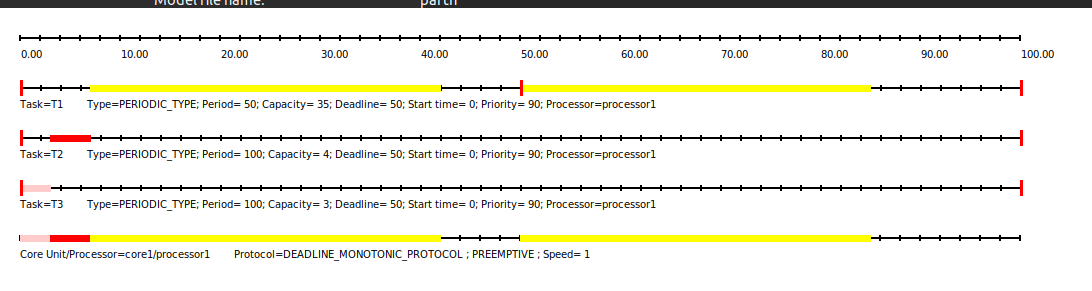 Model file name: partII
0.00 10.00 20.00 30.00 40.00 50.00 60.00 70.00 80.00 90.00 100.00
Task=T1 Type=PERIODIC_TYPE; Period= 50; Capacity= 35; Deadline= 50; Start time= 0; Priority= 90; Processor=processor1
Task=T2 Type=PERIODIC_TYPE; Period= 100; Capacity= 4; Deadline= 50; Start time= 0; Priority= 90; Processor=processor1
Task=T3 Type=PERIODIC_TYPE; Period= 100; Capacity= 3; Deadline= 50; Start time= 0; Priority= 90; Processor=processor1
Core Unit/Processor=core1/processor1 Protocol=DEADLINE_MONOTONIC_PROTOCOL ; PREEMPTIVE ; Speed= 1